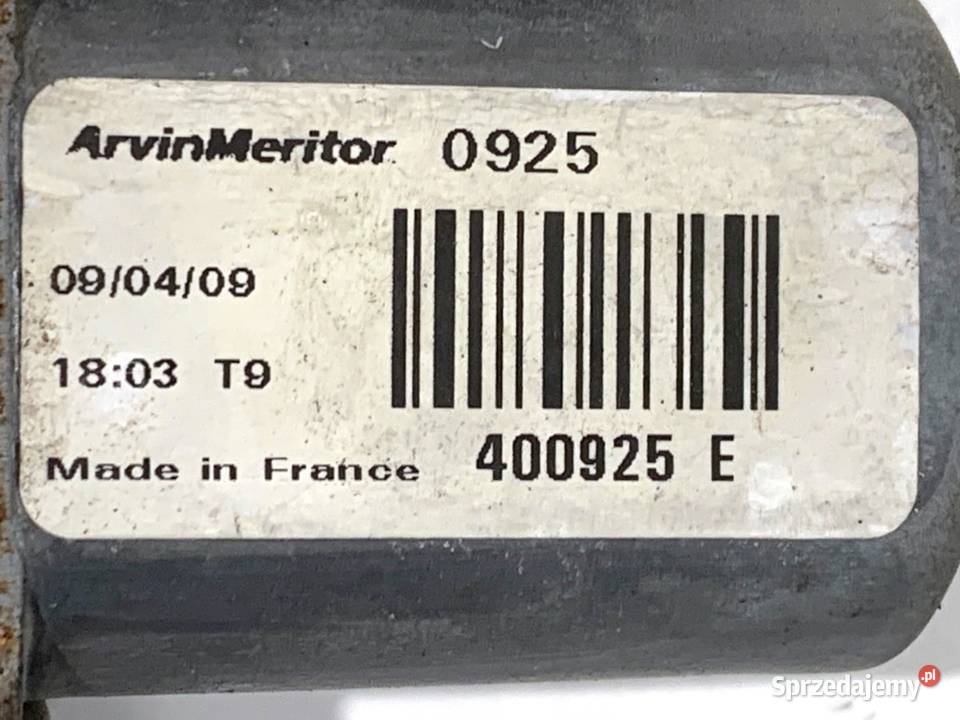 ArvinMeritor 0925
09/04/09
18:03 T9
Made in France 400925 E
Sprzedajemy.pl